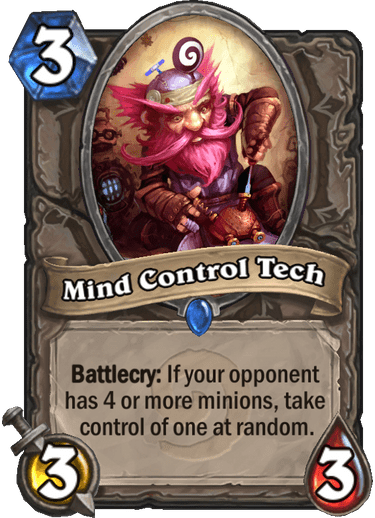 3
Mind Control Tech
Battlecry: If your opponent
has 4 or more minions, take
control of one at random.
3
3